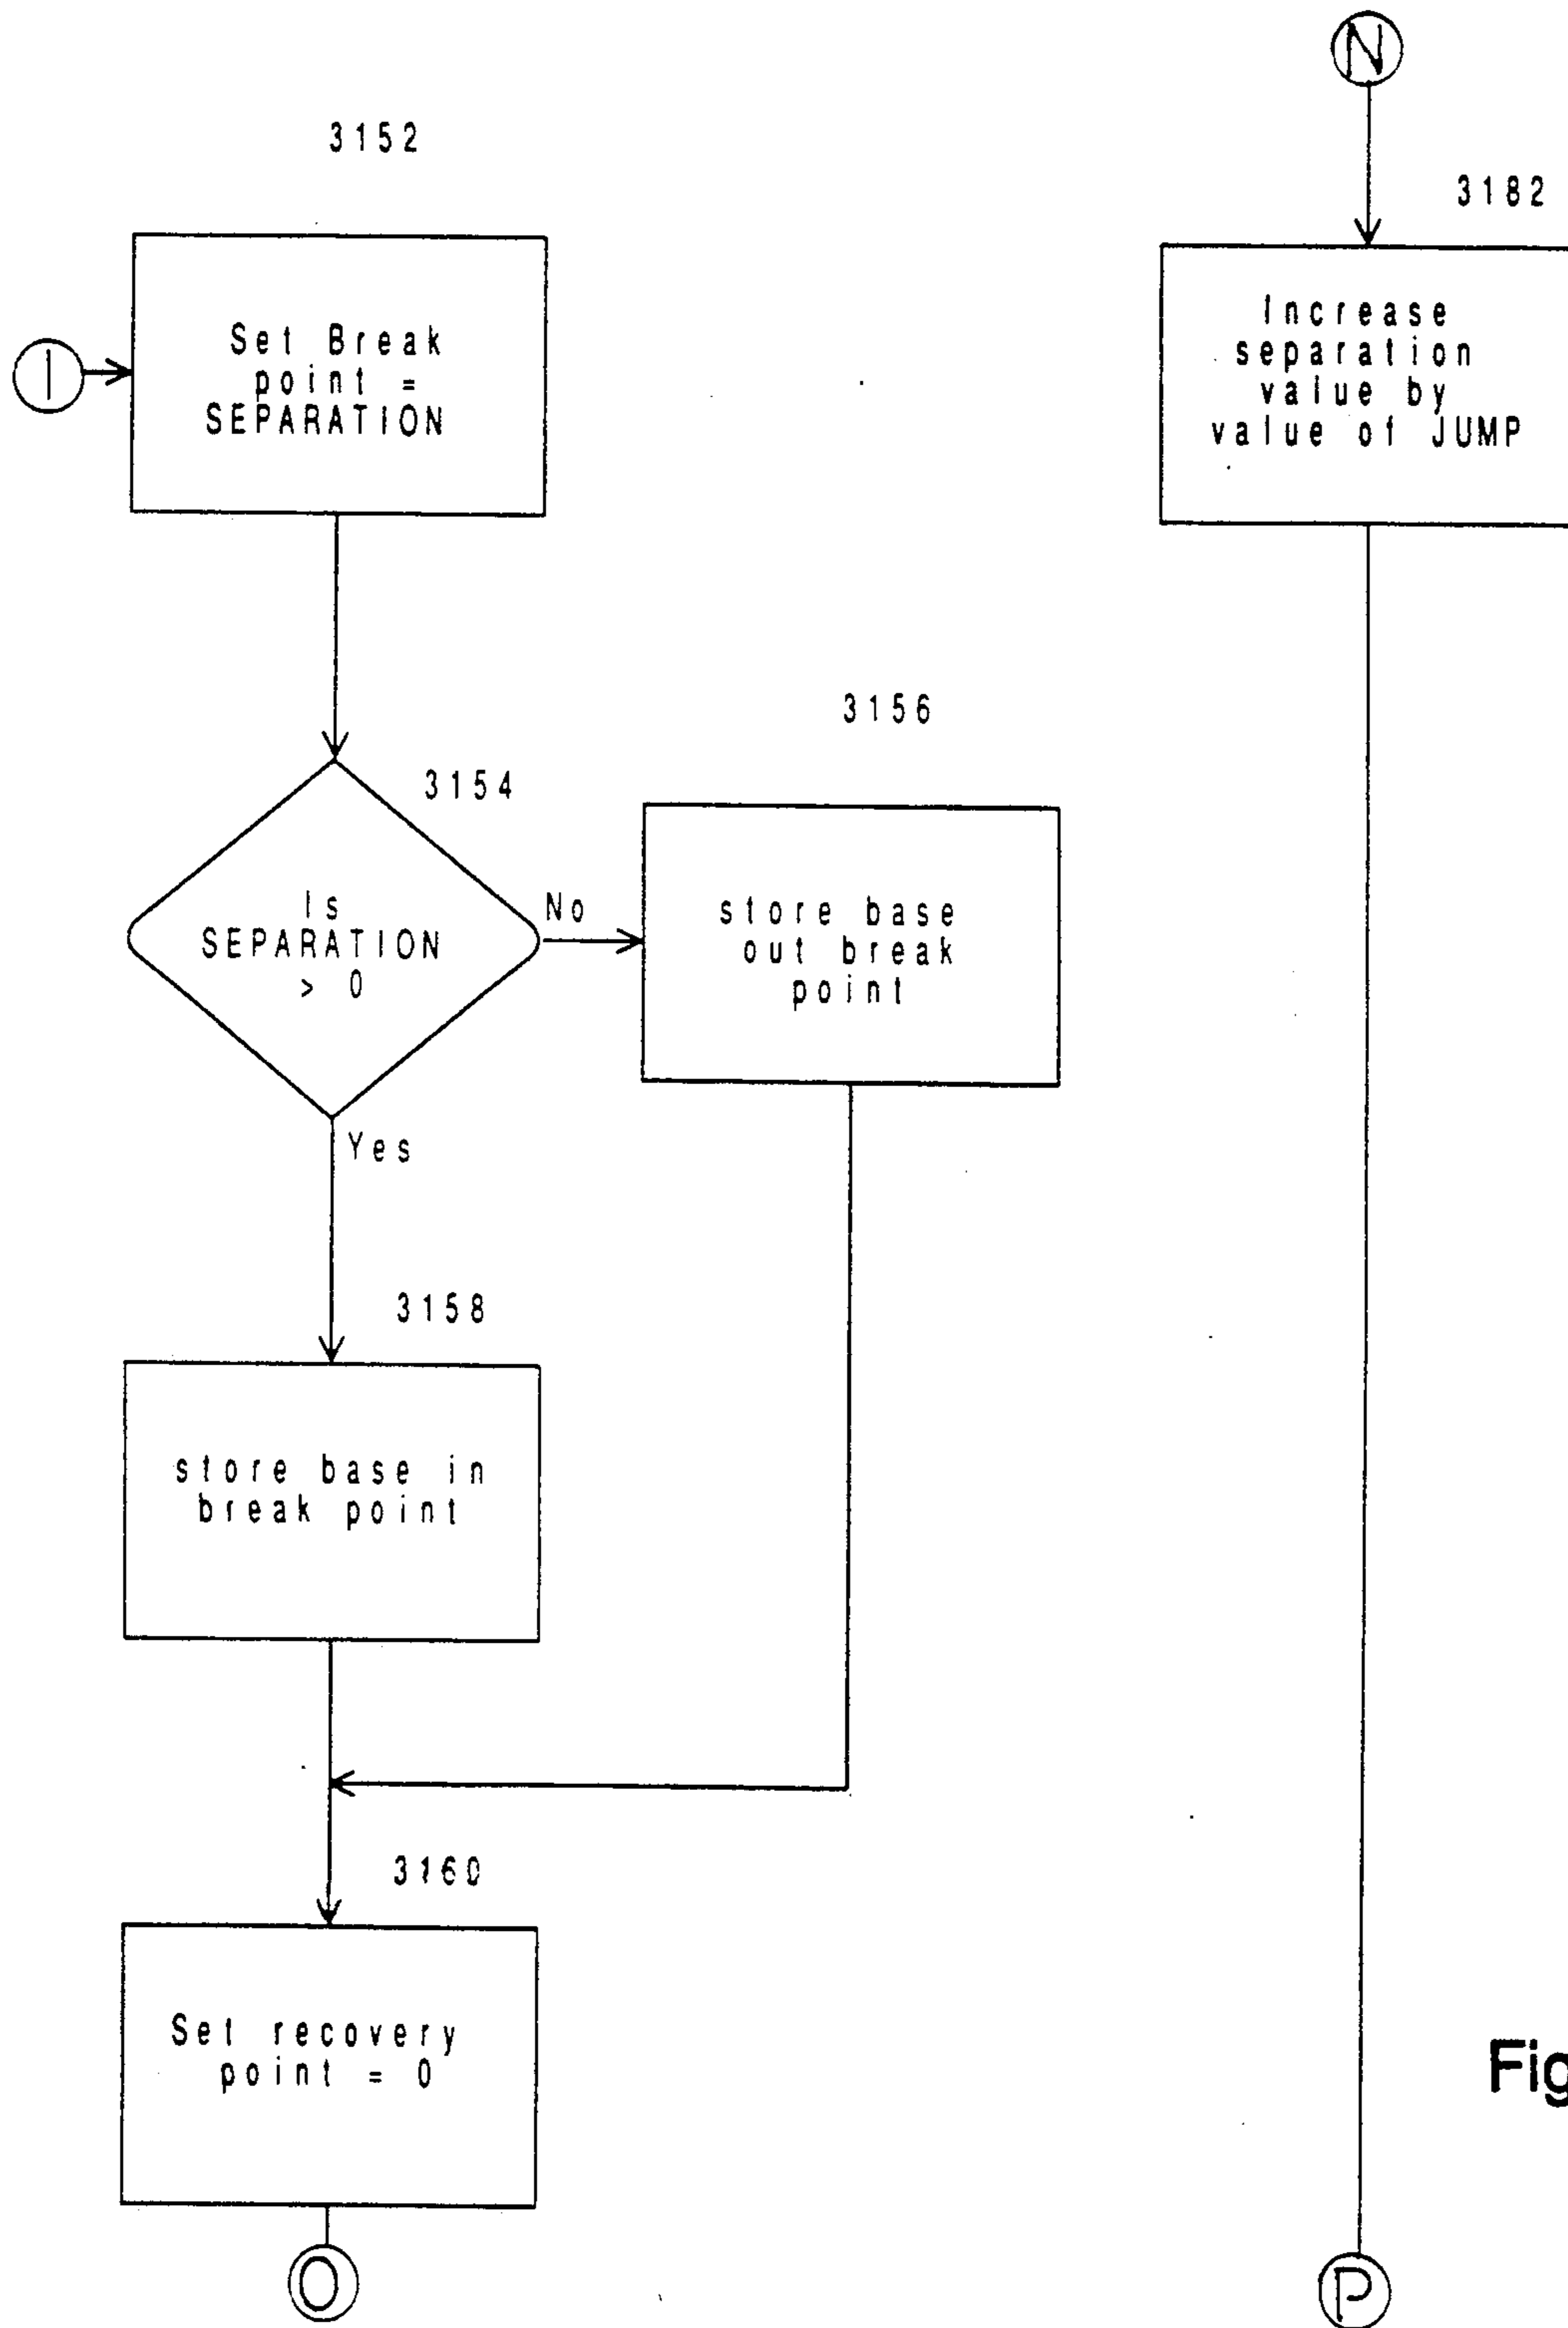 3152
I
Set Break
point =
SEPARATION
3154
Is
SEPARATION
> 0
No
Yes
3156
store base
out break
point
3158
store base in
break point
3160
Set recovery
point = 0
O
N
3182
Increase
separation
value by
value of JUMP
P
Fig